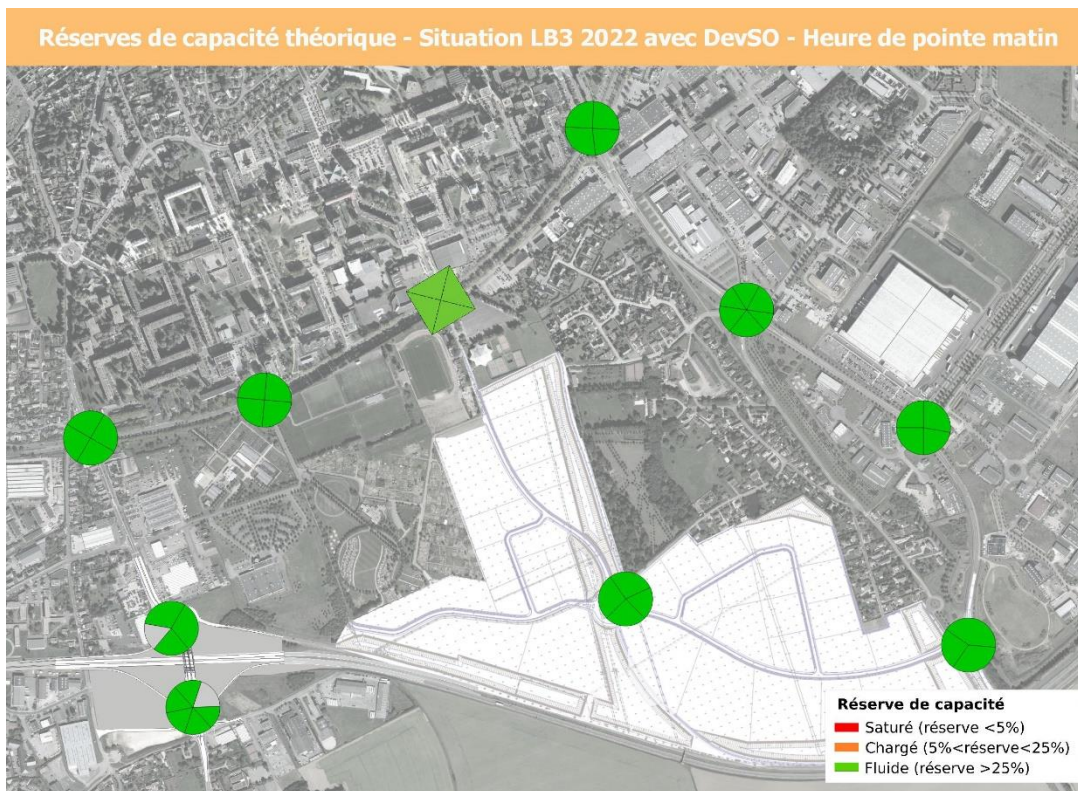 Réserves de capacité théorique - Situation LB3 2022 avec DevSO - Heure de pointe matin
Réserve de capacité
Saturé (réserve <5%)
Chargé (5%<réserve<25%)
Fluide (réserve >25%)